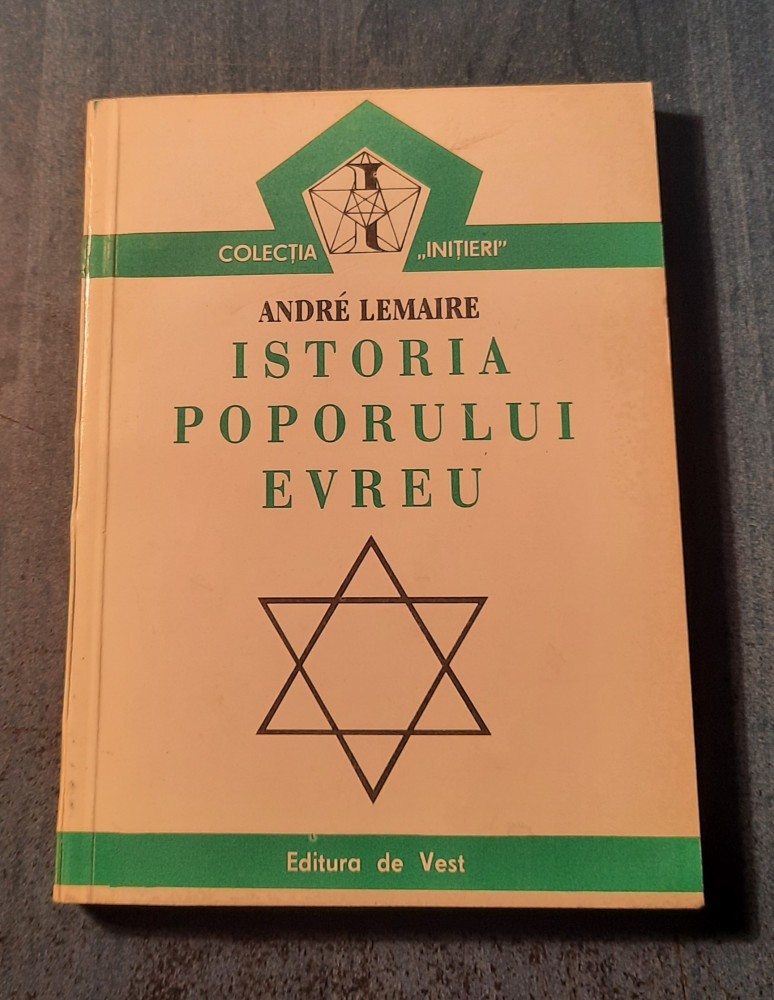 COLECȚIA „INIȚIERI”
ANDRÉ LEMAIRE
ISTORIA
POPORULUI
EVREU
Editura de Vest